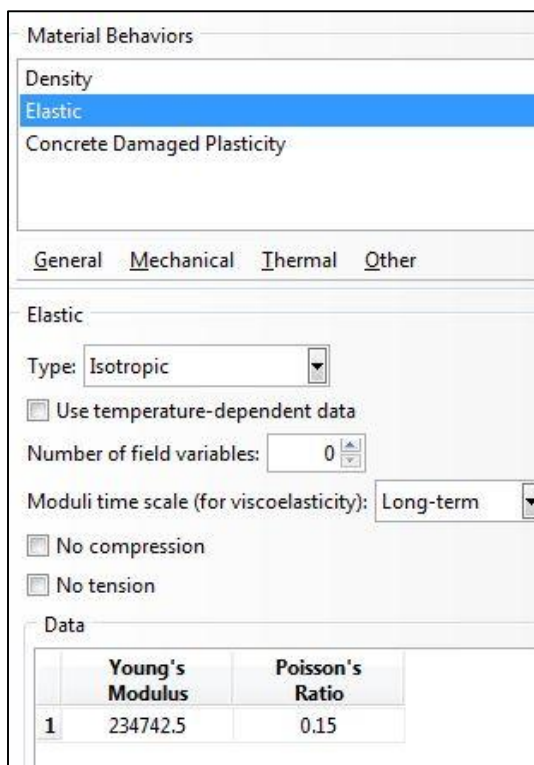 Material Behaviors
Density
Elastic
Concrete Damaged Plasticity
General Mechanical Thermal Other
Elastic
Type: Isotropic
Use temperature-dependent data
Number of field variables: 0
Moduli time scale (for viscoelasticity): Long-term
No compression
No tension
Data
Young's Poisson's
Modulus Ratio
1 234742.5 0.15